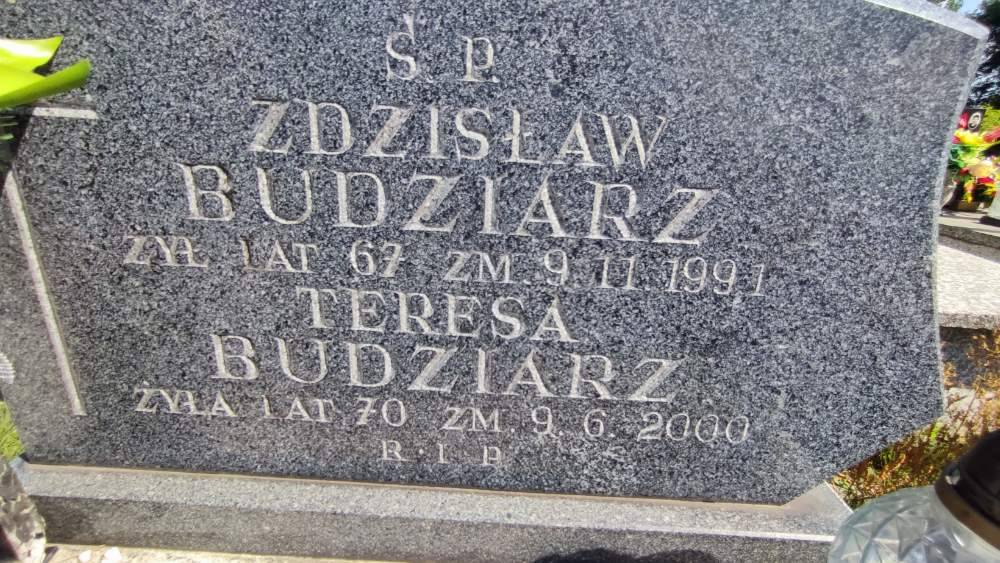 Ś. P.
ZDZISŁAW
BUDZIARZ
ŻYŁ LAT 67 ZM. 9. 11. 1991
TERESA
BUDZIARZ
ŻYŁA LAT 70 ZM. 9. 6. 2000
R. I. P.